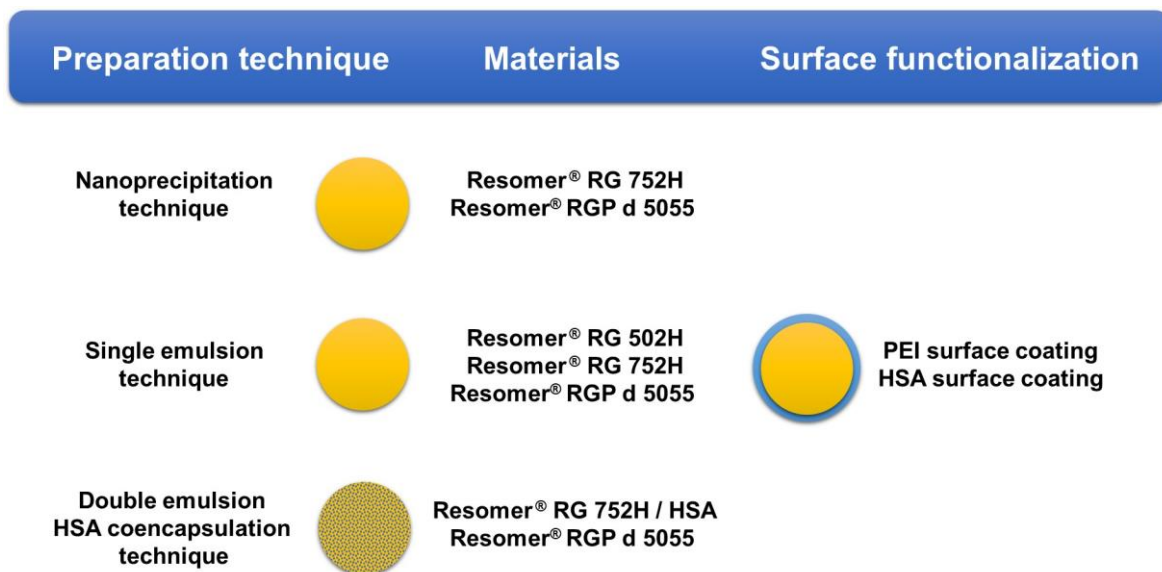 Preparation technique Materials Surface functionalization
Nanoprecipitation
technique
Resomer® RG 752H
Resomer® RGP d 5055
Single emulsion
technique
Resomer® RG 502H
Resomer® RG 752H
Resomer® RGP d 5055
PEI surface coating
HSA surface coating
Double emulsion
HSA coencapsulation
technique
Resomer® RG 752H / HSA
Resomer® RGP d 5055